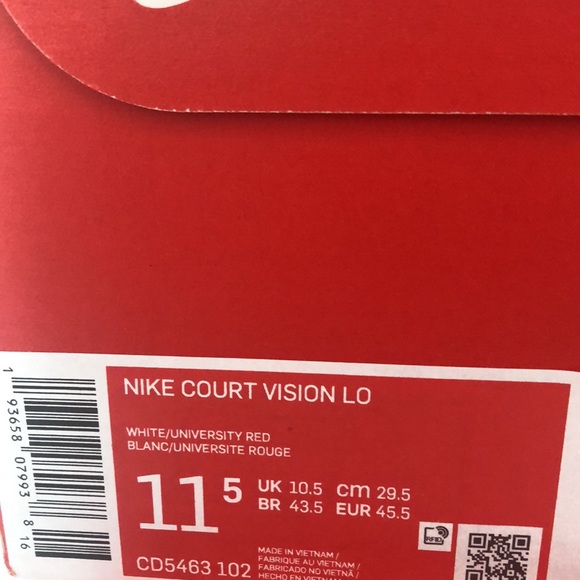 NIKE COURT VISION LO
WHITE/UNIVERSITY RED
BLANC/UNIVERSITE ROUGE
11 5
UK 10.5 cm 29.5
BR 43.5 EUR 45.5
CD5463 102
MADE IN VIETNAM /
FABRIQUE AU VIETNAM /
FABRICADO NO VIETNÃ /
HECHO EN VIETNAM
RFID
1 93658 07993 8 16